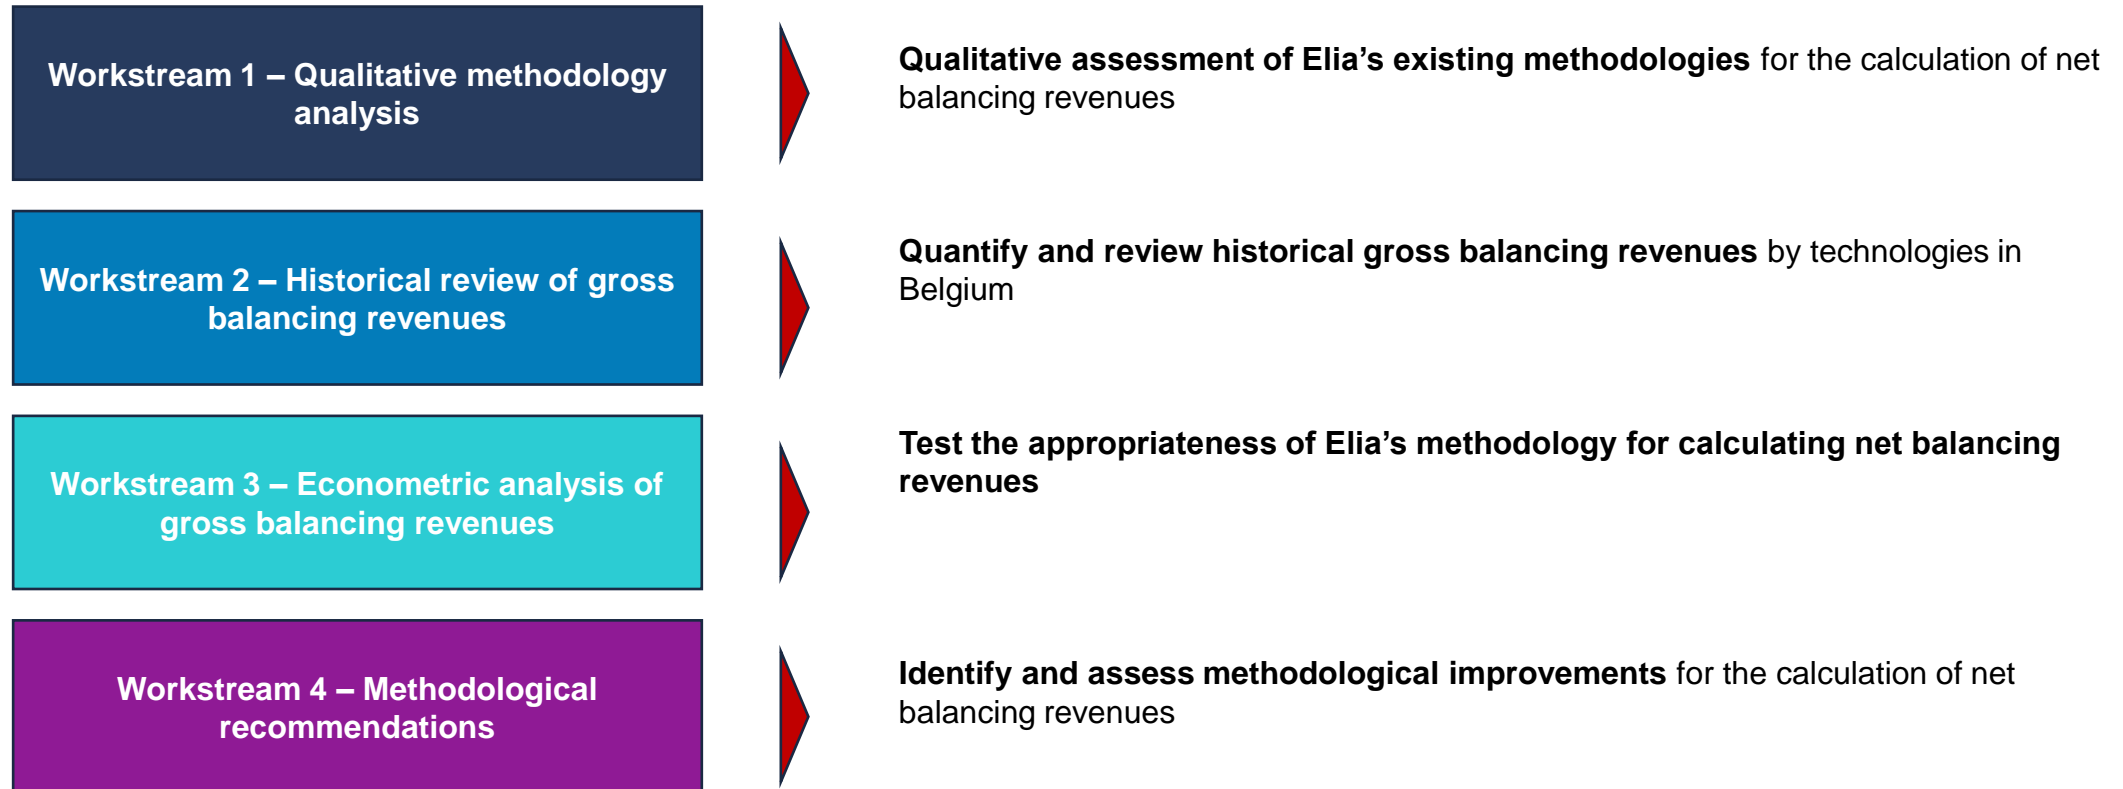 Workstream 1 – Qualitative methodology
analysis
Qualitative assessment of Elia’s existing methodologies for the calculation of net
balancing revenues
Workstream 2 – Historical review of gross
balancing revenues
Quantify and review historical gross balancing revenues by technologies in
Belgium
Workstream 3 – Econometric analysis of
gross balancing revenues
Test the appropriateness of Elia’s methodology for calculating net balancing
revenues
Workstream 4 – Methodological
recommendations
Identify and assess methodological improvements for the calculation of net
balancing revenues